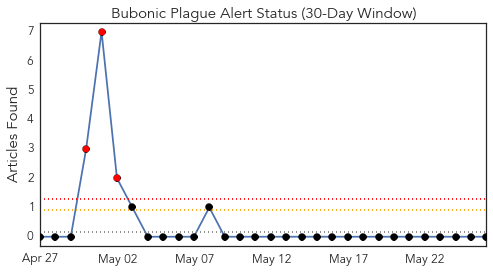 Bubonic Plague Alert Status (30-Day Window)
Articles Found
7
6
5
4
3
2
1
0
Apr 27
May 02
May 07
May 12
May 17
May 22